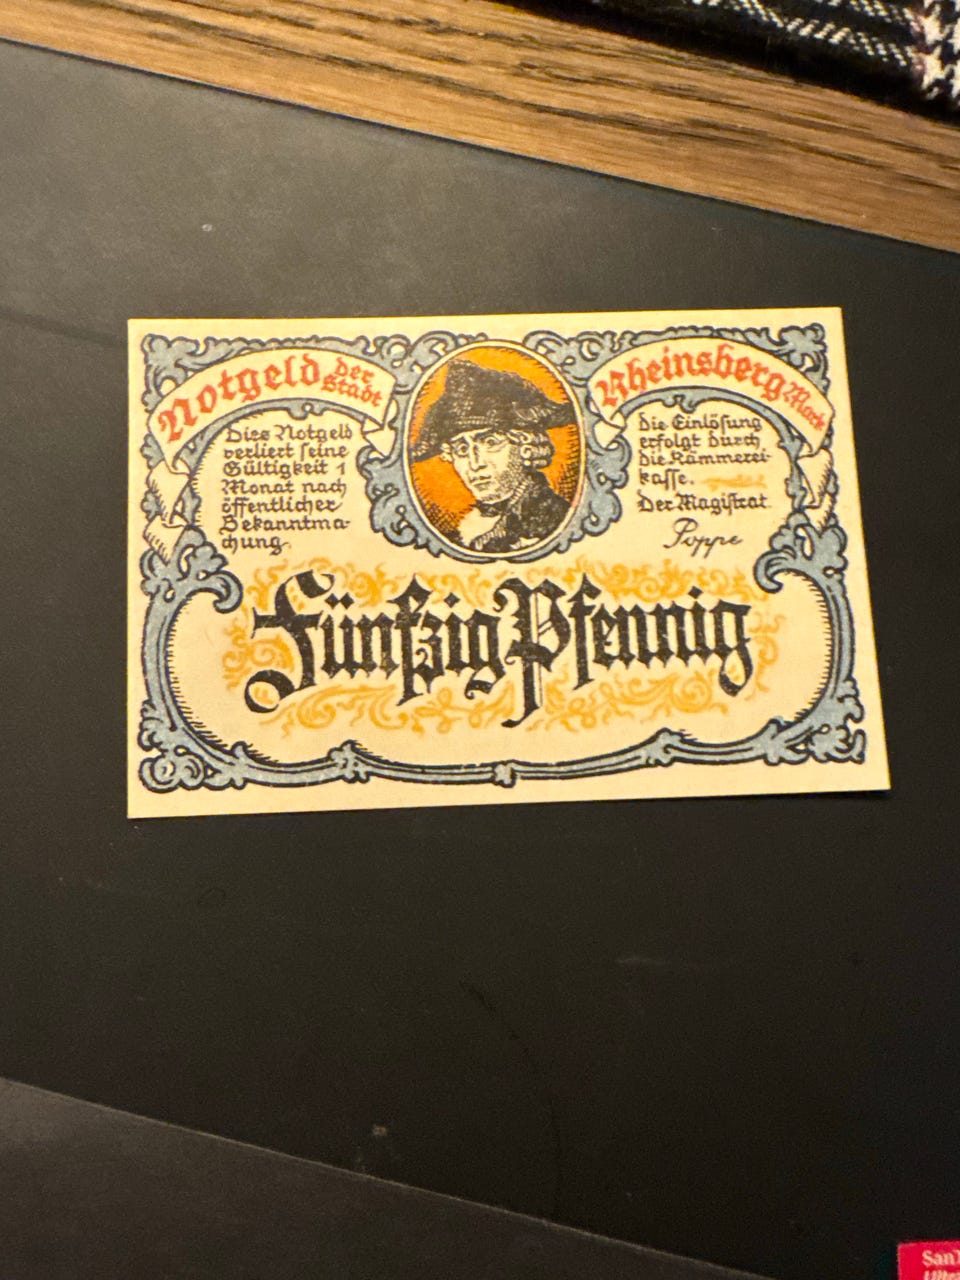 Notgeld der Stadt
Rheinsberg Mark
Dies Notgeld
verliert seine
Gültigkeit 1
Monat nach
öffentlicher
Bekanntma-
chung.
Die Einlösung
erfolgt durch
die Kämmerei-
kasse.
Der Magistrat
Poppe
Fünfzig Pfennig